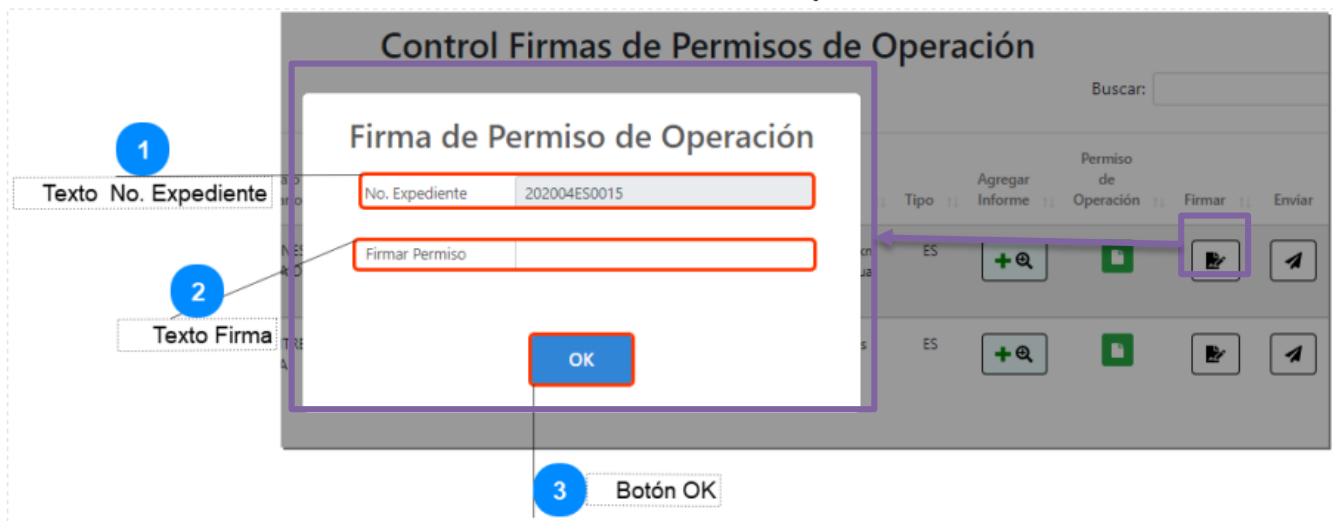 Control Firmas de Permisos de Operación
Buscar:
Firma de Permiso de Operación
1
Texto No. Expediente
No. Expediente 202004ES0015
Tipo
Agregar
Informe
Permiso
de
Operación
Firmar
Enviar
Firmar Permiso
ES
2
Texto Firma
OK
ES
3
Botón OK